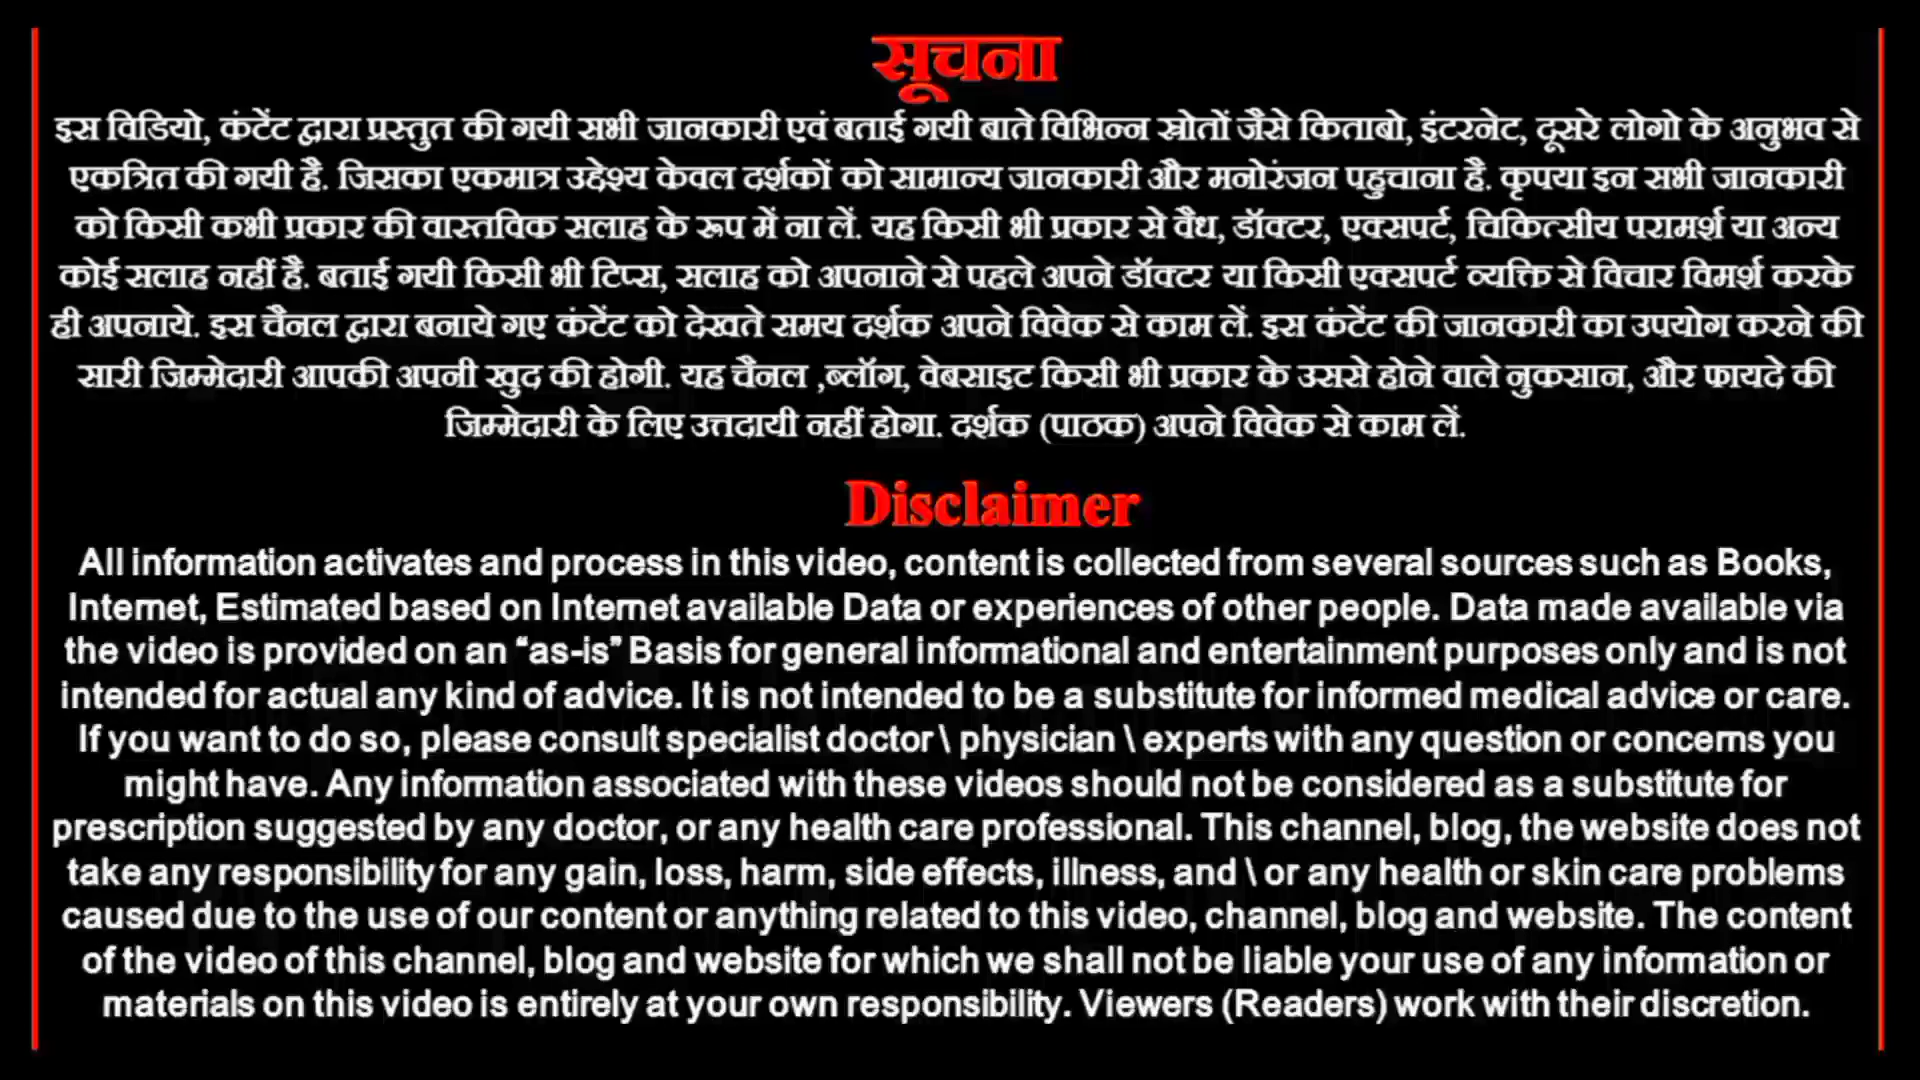 सूचना
इस विडियो, कंटेंट द्वारा प्रस्तुत की गयी सभी जानकारी एवं बताई गयी बाते विभिन्न स्रोतों जैसे किताबो, इंटरनेट, दूसरे लोगो के अनुभव से
एकत्रित की गयी है. जिसका एकमात्र उद्देश्य केवल दर्शकों को सामान्य जानकारी और मनोरंजन पहुचाना है. कृपया इन सभी जानकारी
को किसी कभी प्रकार की वास्तविक सलाह के रूप में ना लें. यह किसी भी प्रकार से वैध, डॉक्टर, एक्सपर्ट, चिकित्सीय परामर्श या अन्य
कोई सलाह नहीं है. बताई गयी किसी भी टिप्स, सलाह को अपनाने से पहले अपने डॉक्टर या किसी एक्सपर्ट व्यक्ति से विचार विमर्श करके
ही अपनाये. इस चैनल द्वारा बनाये गए कंटेंट को देखते समय दर्शक अपने विवेक से काम लें. इस कंटेंट की जानकारी का उपयोग करने की
सारी जिम्मेदारी आपकी अपनी खुद की होगी. यह चैनल ,ब्लॉग, वेबसाइट किसी भी प्रकार के उससे होने वाले नुकसान, और फायदे की
जिम्मेदारी के लिए उत्तदायी नहीं होगा. दर्शक (पाठक) अपने विवेक से काम लें.
Disclaimer
All information activates and process in this video, content is collected from several sources such as Books,
Internet, Estimated based on Internet available Data or experiences of other people. Data made available via
the video is provided on an “as-is” Basis for general informational and entertainment purposes only and is not
intended for actual any kind of advice. It is not intended to be a substitute for informed medical advice or care.
If you want to do so, please consult specialist doctor \ physician \ experts with any question or concerns you
might have. Any information associated with these videos should not be considered as a substitute for
prescription suggested by any doctor, or any health care professional. This channel, blog, the website does not
take any responsibility for any gain, loss, harm, side effects, illness, and \ or any health or skin care problems
caused due to the use of our content or anything related to this video, channel, blog and website. The content
of the video of this channel, blog and website for which we shall not be liable your use of any information or
materials on this video is entirely at your own responsibility. Viewers (Readers) work with their discretion.